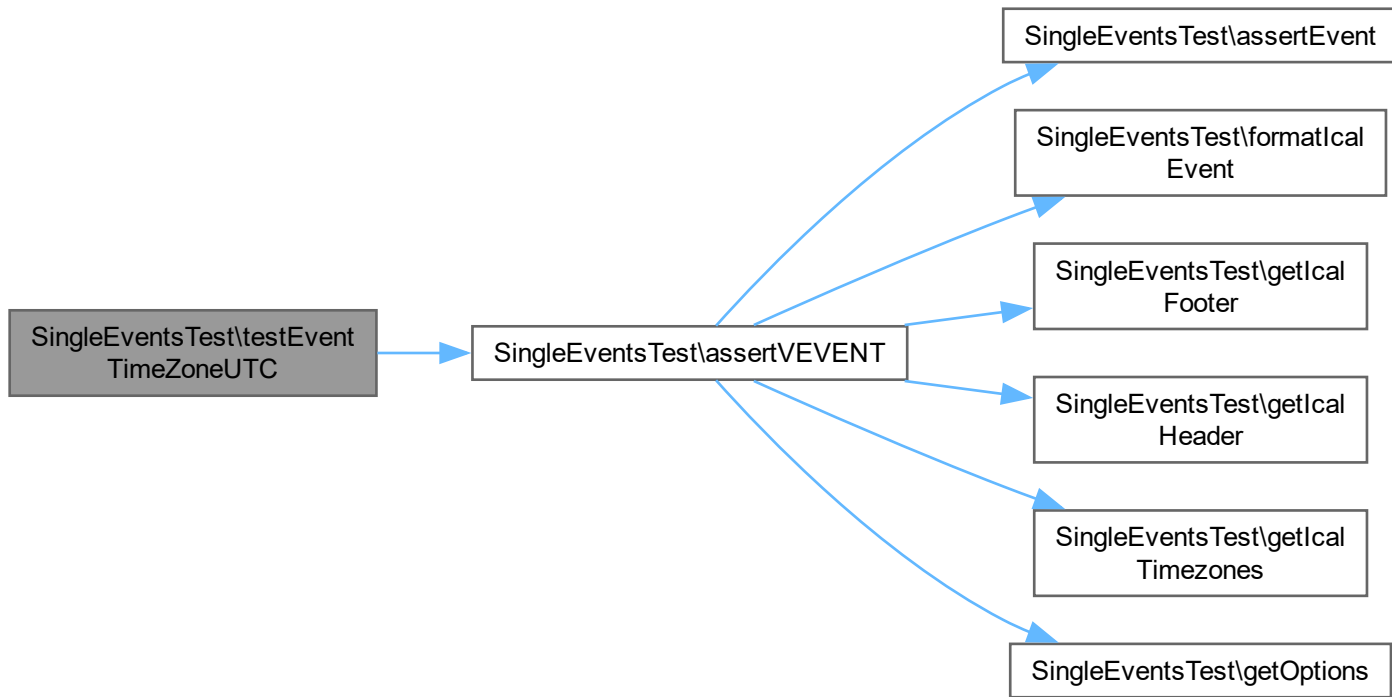 SingleEventsTest\assertEvent
SingleEventsTest\formatIcal
Event
SingleEventsTest\getIcal
Footer
SingleEventsTest\testEvent
TimeZoneUTC
SingleEventsTest\assertVEVENT
SingleEventsTest\getIcal
Header
SingleEventsTest\getIcal
Timezones
SingleEventsTest\getOptions